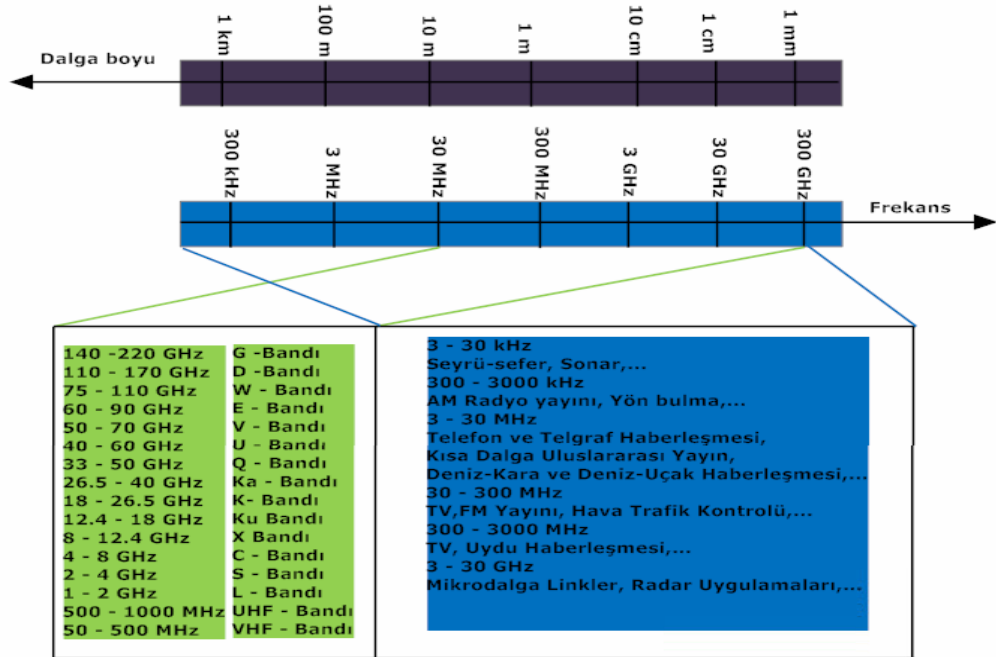 1 km
100 m
10 m
1 m
10 cm
1 cm
1 mm
Dalga boyu
300 kHz
3 MHz
30 MHz
300 MHz
3 GHz
30 GHz
300 GHz
Frekans
140 -220 GHz G -Bandı
110 - 170 GHz D -Bandı
75 - 110 GHz W - Bandı
60 - 90 GHz E - Bandı
50 - 70 GHz V - Bandı
40 - 60 GHz U - Bandı
33 - 50 GHz Q - Bandı
26.5 - 40 GHz Ka - Bandı
18 - 26.5 GHz K- Bandı
12.4 - 18 GHz Ku Bandı
8 - 12.4 GHz X Bandı
4 - 8 GHz C - Bandı
2 - 4 GHz S - Bandı
1 - 2 GHz L - Bandı
500 - 1000 MHz UHF - Bandı
50 - 500 MHz VHF - Bandı
3 - 30 kHz
Seyrü-sefer, Sonar,...
300 - 3000 kHz
AM Radyo yayını, Yön bulma,...
3 - 30 MHz
Telefon ve Telgraf Haberleşmesi,
Kısa Dalga Uluslararası Yayın,
Deniz-Kara ve Deniz-Uçak Haberleşmesi,...
30 - 300 MHz
TV,FM Yayını, Hava Trafik Kontrolü,...
300 - 3000 MHz
TV, Uydu Haberleşmesi,...
3 - 30 GHz
Mikrodalga Linkler, Radar Uygulamaları,...